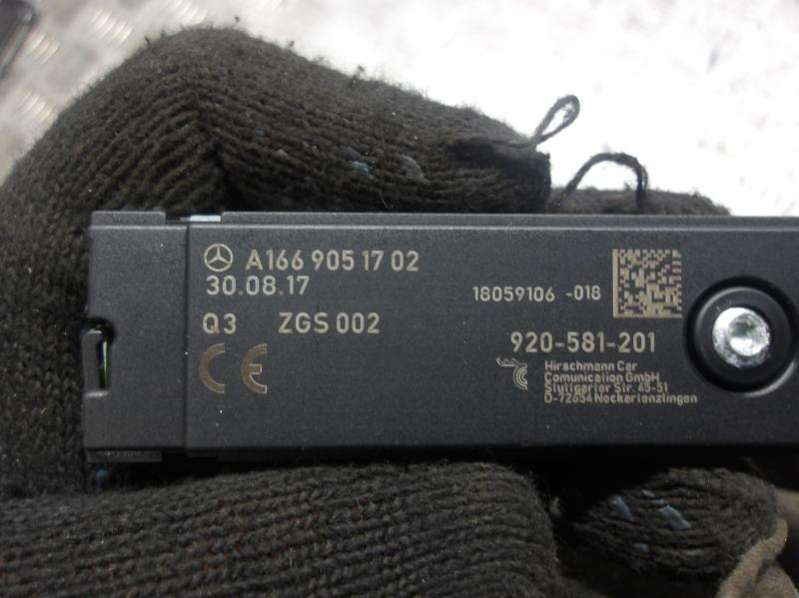 A166 905 17 02
30.08.17
Q3 ZGS 002
CE
18059106 -018
920-581-201
Hirschmann Car
Comunication GmbH
Stuttgarter Str. 45-51
D-72654 Neckartenzlingen